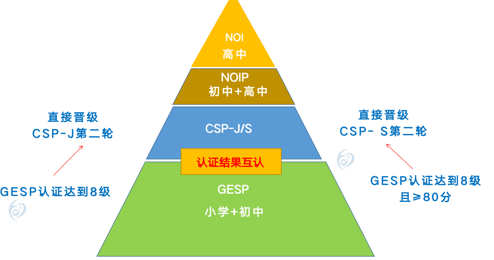 NOI
高中
NOIP
初中+高中
直接晋级
CSP-J第二轮
CSP-J/S
直接晋级
CSP- S第二轮
认证结果互认
GESP认证达到8级
GESP
小学+初中
GESP认证达到8级
且≥80分